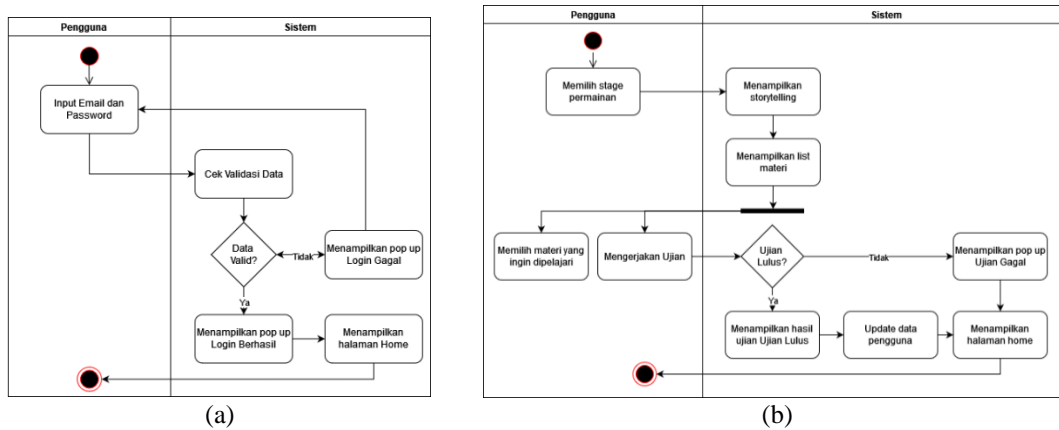 Pengguna
Sistem
Input Email dan
Password
Cek Validasi Data
Data
Valid?
Tidak
Menampilkan pop up
Login Gagal
Ya
Menampilkan pop up
Login Berhasil
Menampilkan
halaman Home
(a)
Pengguna
Sistem
Memilih stage
permainan
Menampilkan
storytelling
Menampilkan list
materi
Memilih materi yang
ingin dipelajari
Mengerjakan Ujian
Ujian
Lulus?
Tidak
Menampilkan pop up
Ujian Gagal
Ya
Menampilkan hasil
ujian Ujian Lulus
Update data
pengguna
Menampilkan
halaman home
(b)